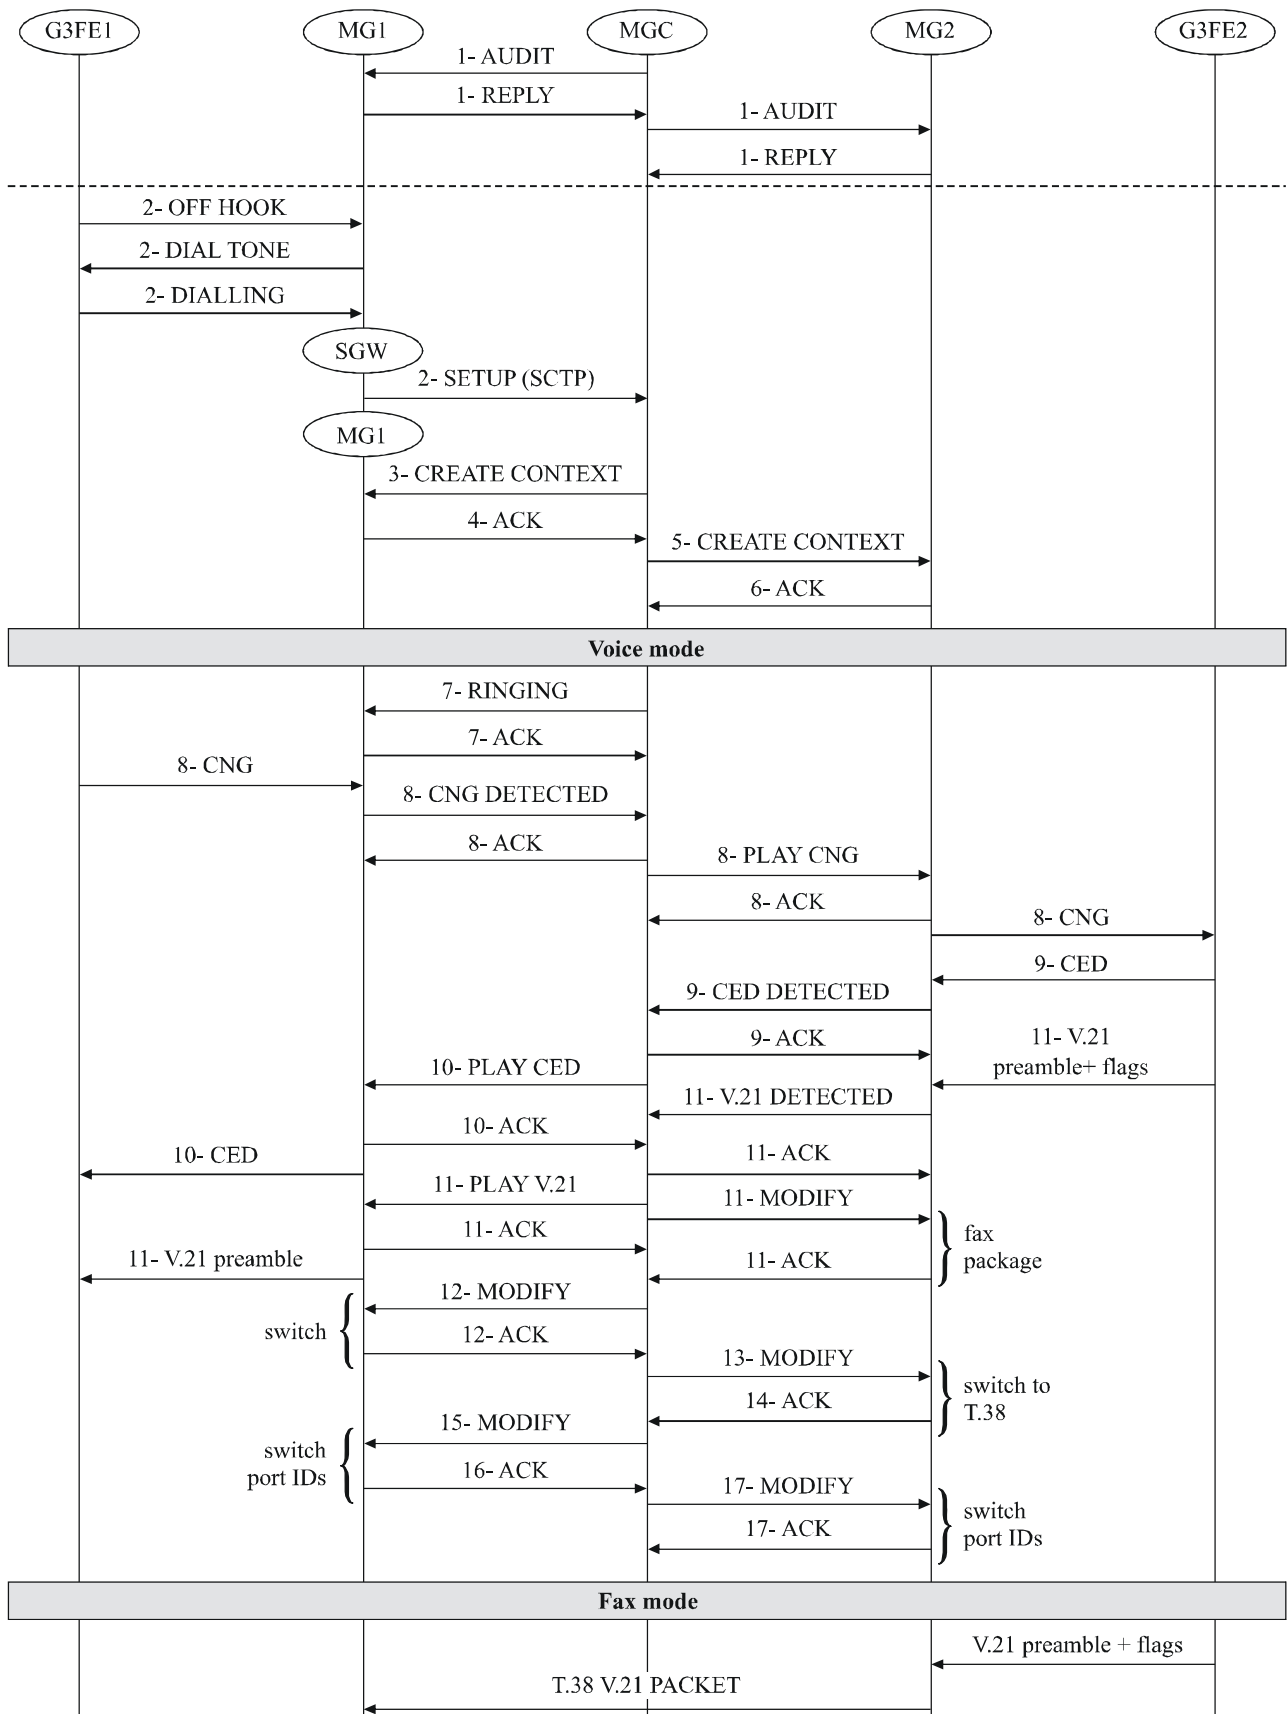 G3FE1 MG1 MGC MG2 G3FE2
1- AUDIT
1- REPLY
1- AUDIT
1- REPLY
2- OFF HOOK
2- DIAL TONE
2- DIALLING
SGW
2- SETUP (SCTP)
MG1
3- CREATE CONTEXT
4- ACK
5- CREATE CONTEXT
6- ACK
Voice mode
7- RINGING
7- ACK
8- CNG
8- CNG DETECTED
8- ACK
8- PLAY CNG
8- ACK
8- CNG
9- CED
9- CED DETECTED
9- ACK
11- V.21
preamble+ flags
10- PLAY CED
11- V.21 DETECTED
10- ACK
10- CED
11- ACK
11- PLAY V.21
11- MODIFY
11- ACK
fax
package
11- V.21 preamble
11- ACK
12- MODIFY
switch
12- ACK
13- MODIFY
switch to
T.38
14- ACK
15- MODIFY
switch
port IDs
16- ACK
17- MODIFY
switch
port IDs
17- ACK
Fax mode
V.21 preamble + flags
T.38 V.21 PACKET